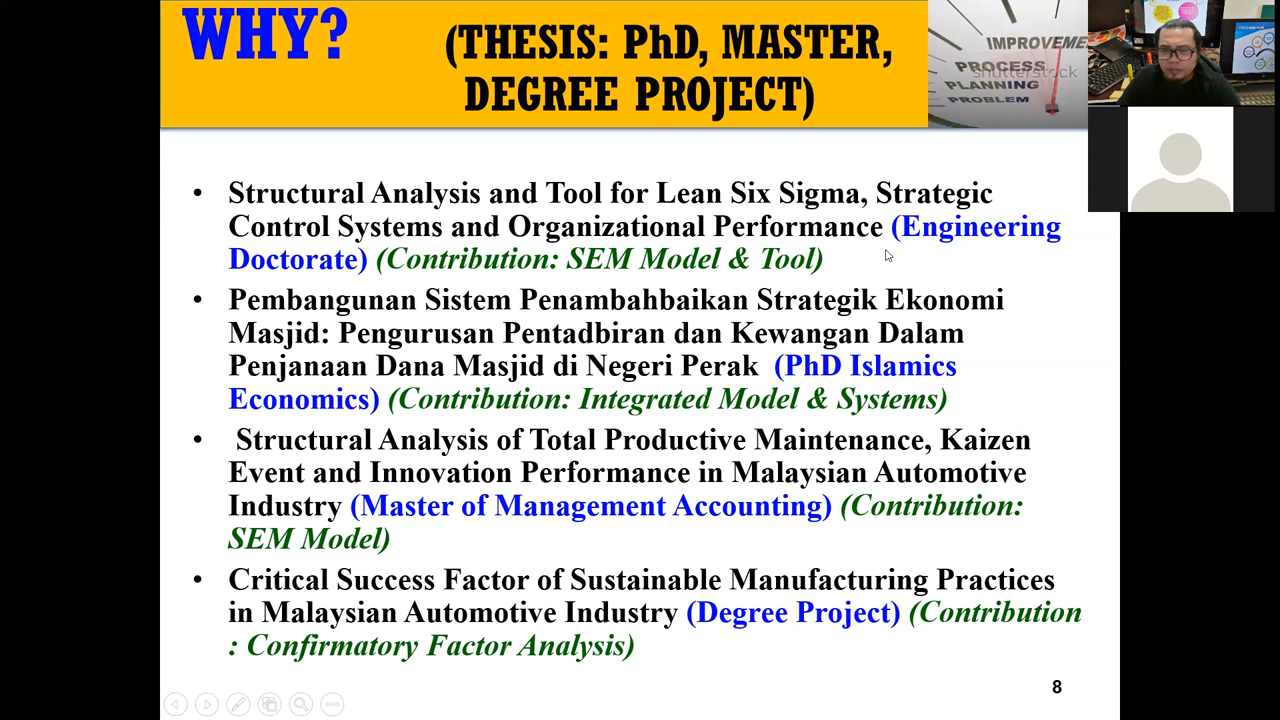 WHY?
(THESIS: PhD, MASTER,
DEGREE PROJECT)
IMPROVEME
PROCESS
shutterstock
PLANNING
PROBLEM
• Structural Analysis and Tool for Lean Six Sigma, Strategic
Control Systems and Organizational Performance (Engineering
Doctorate) (Contribution: SEM Model & Tool)
• Pembangunan Sistem Penambahbaikan Strategik Ekonomi
Masjid: Pengurusan Pentadbiran dan Kewangan Dalam
Penjanaan Dana Masjid di Negeri Perak (PhD Islamics
Economics) (Contribution: Integrated Model & Systems)
• Structural Analysis of Total Productive Maintenance, Kaizen
Event and Innovation Performance in Malaysian Automotive
Industry (Master of Management Accounting) (Contribution:
SEM Model)
• Critical Success Factor of Sustainable Manufacturing Practices
in Malaysian Automotive Industry (Degree Project) (Contribution
: Confirmatory Factor Analysis)
8